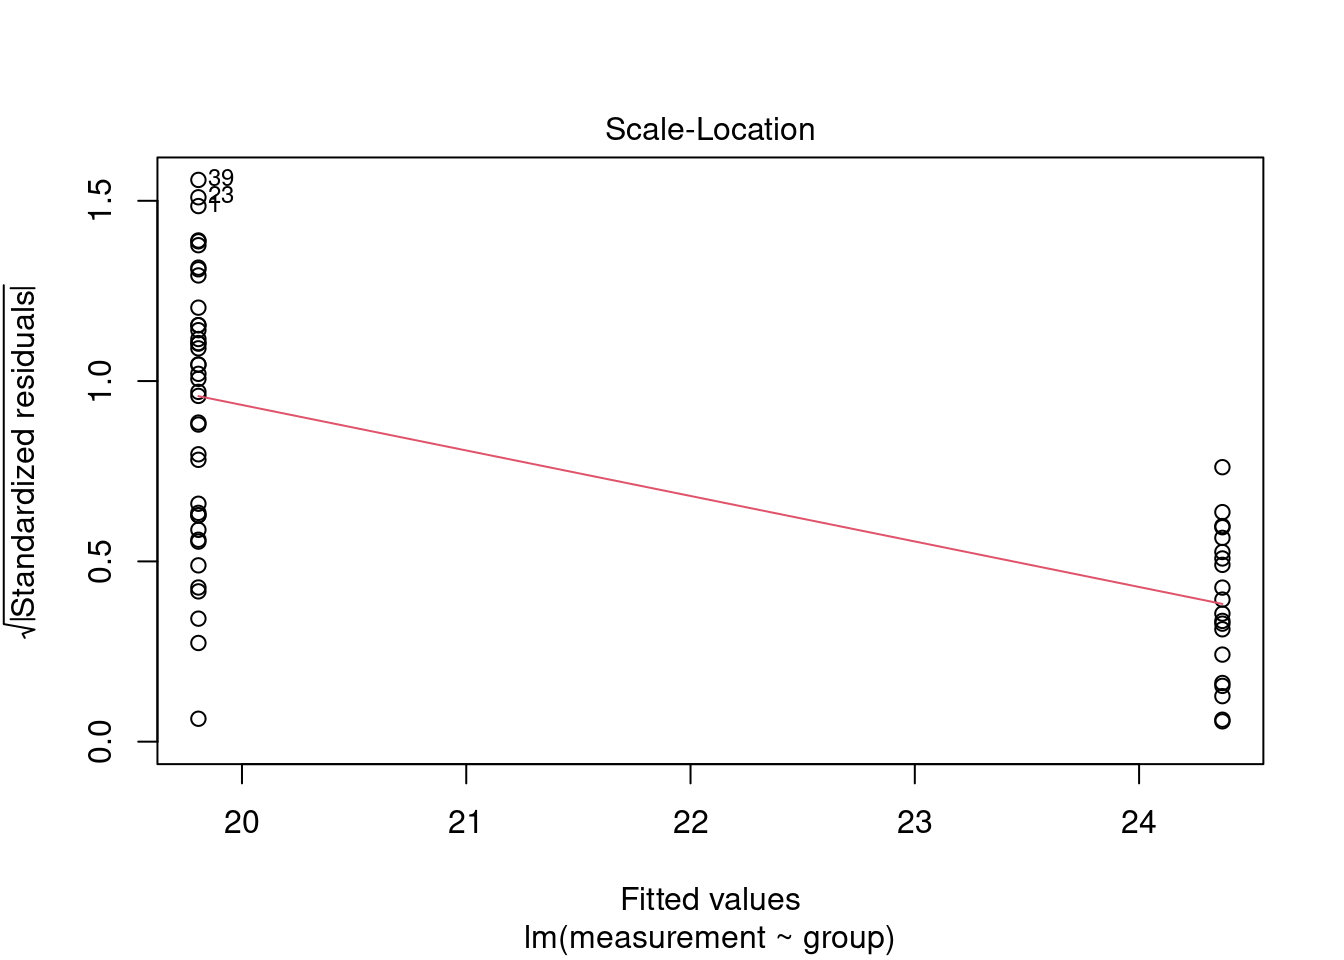 Scale-Location
39
23
1
1.5
1.0
0.5
0.0
√|Standardized residuals|
20 21 22 23 24
Fitted values
lm(measurement ~ group)